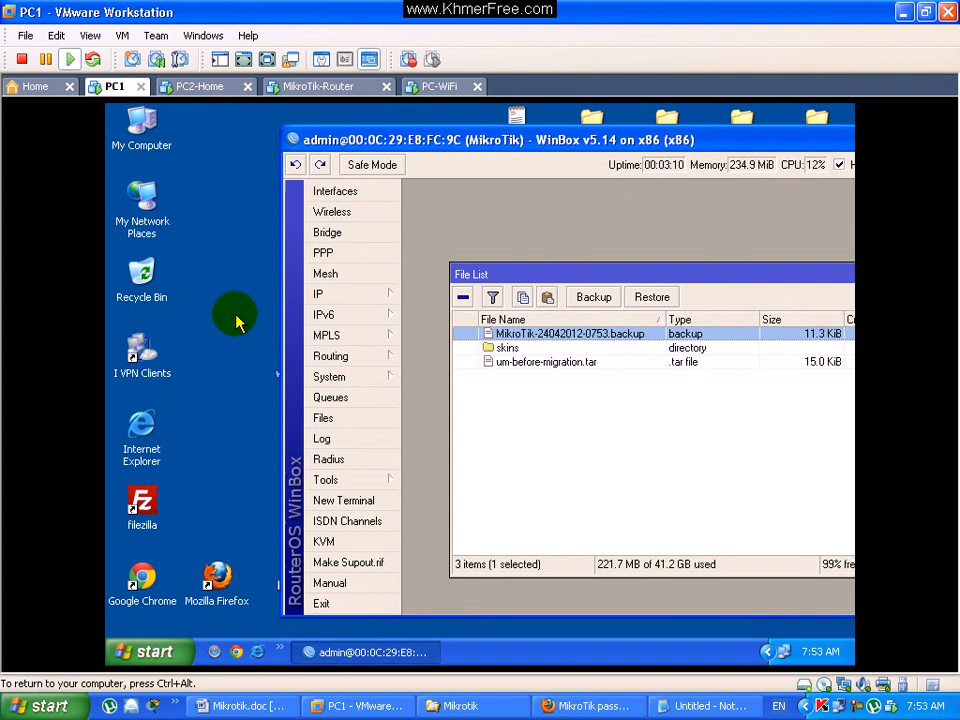 www.KhmerFree.com
PC1 - VMware Workstation
File Edit View VM Team Windows Help
Home PC1 PC2-Home MikroTik-Router PC-WiFi
My Computer
My Network
Places
Recycle Bin
I VPN Clients
Internet
Explorer
filezilla
Google Chrome
Mozilla Firefox
admin@00:0C:29:E8:FC:9C (MikroTik) - WinBox v5.14 on x86 (x86)
Safe Mode
Uptime: 00:03:10 Memory: 234.9 MiB CPU: 12%
Interfaces
Wireless
Bridge
PPP
Mesh
IP
IPv6
MPLS
Routing
System
Queues
Files
Log
Radius
Tools
New Terminal
ISDN Channels
KVM
Make Supout.rif
Manual
Exit
RouterOS WinBox
File List
Backup Restore
File Name Type Size
MikroTik-24042012-0753.backup backup 11.3 KiB
skins directory
um-before-migration.tar .tar file 15.0 KiB
3 items (1 selected) 221.7 MB of 41.2 GB used 99% fre
start admin@00:0C:29:E8:FC:9C... 7:53 AM
To return to your computer, press Ctrl+Alt.
start Mikrotik.doc [... PC1 - VMware... Mikrotik MikroTik pass... Untitled - Not... EN 7:53 AM